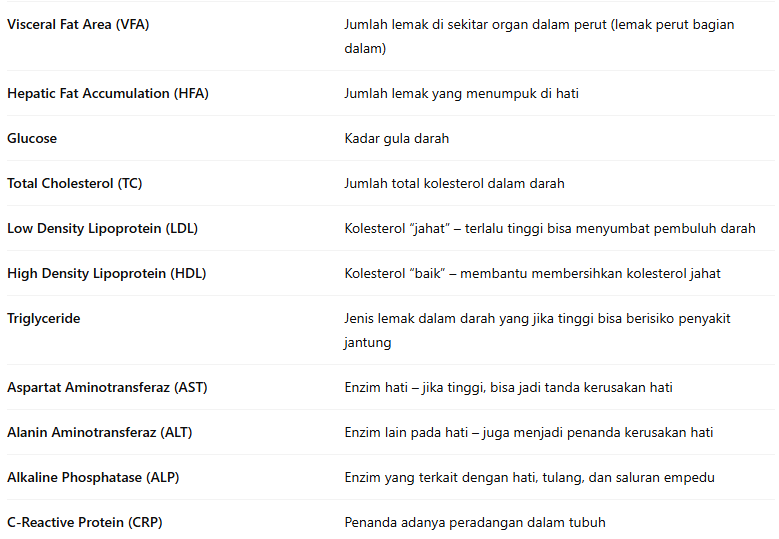 Visceral Fat Area (VFA) Jumlah lemak di sekitar organ dalam perut (lemak perut bagian
dalam)
Hepatic Fat Accumulation (HFA) Jumlah lemak yang menumpuk di hati
Glucose Kadar gula darah
Total Cholesterol (TC) Jumlah total kolesterol dalam darah
Low Density Lipoprotein (LDL) Kolesterol “jahat” – terlalu tinggi bisa menyumbat pembuluh darah
High Density Lipoprotein (HDL) Kolesterol “baik” – membantu membersihkan kolesterol jahat
Triglyceride Jenis lemak dalam darah yang jika tinggi bisa berisiko penyakit
jantung
Aspartat Aminotransferaz (AST) Enzim hati – jika tinggi, bisa jadi tanda kerusakan hati
Alanin Aminotransferaz (ALT) Enzim lain pada hati – juga menjadi penanda kerusakan hati
Alkaline Phosphatase (ALP) Enzim yang terkait dengan hati, tulang, dan saluran empedu
C-Reactive Protein (CRP) Penanda adanya peradangan dalam tubuh